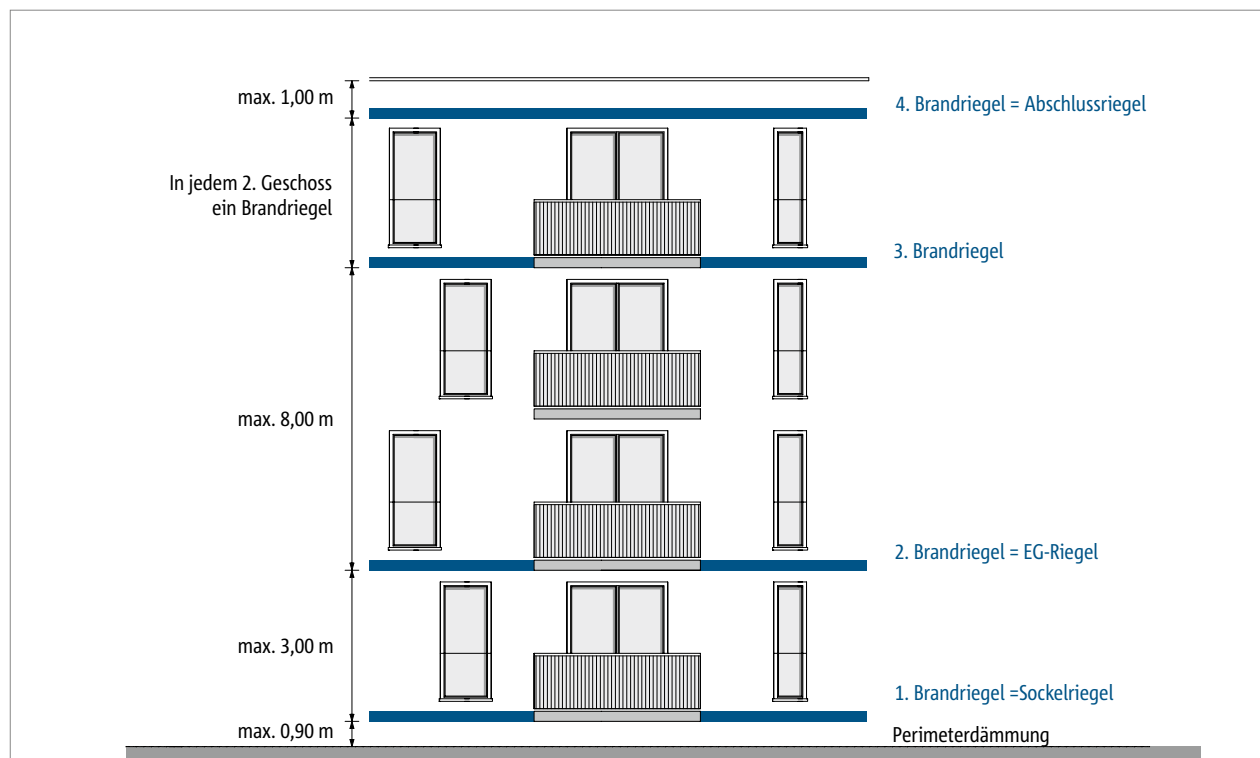 max. 1,00 m
4. Brandriegel = Abschlussriegel
In jedem 2. Geschoss
ein Brandriegel
3. Brandriegel
max. 8,00 m
2. Brandriegel = EG-Riegel
max. 3,00 m
1. Brandriegel =Sockelriegel
max. 0,90 m
Perimeterdämmung